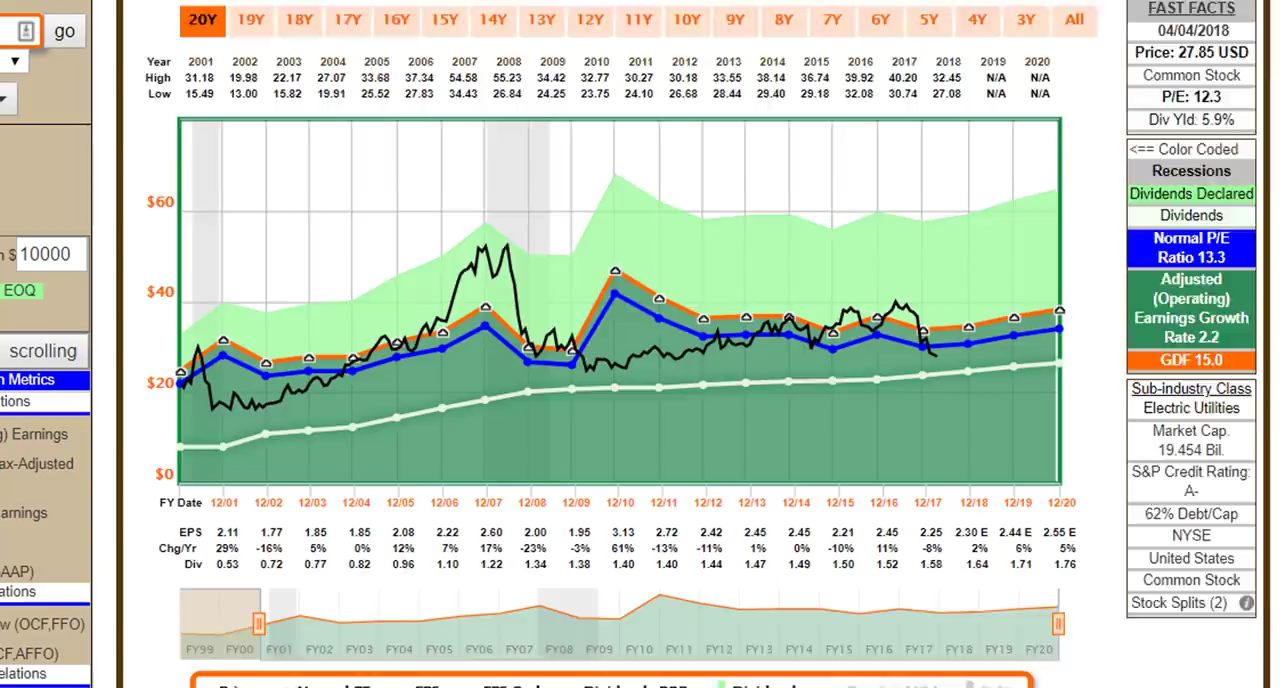 20Y 19Y 18Y 17Y 16Y 15Y 14Y 13Y 12Y 11Y 10Y 9Y 8Y 7Y 6Y 5Y 4Y 3Y All
go
Year 2001 2002 2003 2004 2005 2006 2007 2008 2009 2010 2011 2012 2013 2014 2015 2016 2017 2018 2019 2020
High 31.18 19.98 22.17 27.07 33.68 37.34 54.58 55.23 34.42 32.77 30.27 30.18 33.55 38.14 36.74 39.92 40.20 32.45 N/A N/A
Low 15.49 13.00 15.82 19.91 25.52 27.83 34.43 26.84 24.25 23.75 24.10 26.68 28.44 29.40 29.18 32.08 30.74 27.08 N/A N/A
$60
$40
$20
$0
FY Date 12/01 12/02 12/03 12/04 12/05 12/06 12/07 12/08 12/09 12/10 12/11 12/12 12/13 12/14 12/15 12/16 12/17 12/18 12/19 12/20
EPS 2.11 1.77 1.85 1.85 2.08 2.22 2.60 2.00 1.95 3.13 2.72 2.42 2.45 2.45 2.21 2.45 2.25 2.30 E 2.44 E 2.55 E
Chg/Yr 29% -16% 5% 0% 12% 7% 17% -23% -3% 61% -13% -11% 1% 0% -10% 11% -8% 2% 6% 5%
Div 0.53 0.72 0.77 0.82 0.96 1.10 1.22 1.34 1.38 1.40 1.40 1.44 1.47 1.49 1.50 1.52 1.58 1.64 1.71 1.76
FY99 FY00 FY01 FY02 FY03 FY04 FY05 FY06 FY07 FY08 FY09 FY10 FY11 FY12 FY13 FY14 FY15 FY16 FY17 FY18 FY19 FY20
$ 10000
EOQ
scrolling
Metrics
tions
) Earnings
ax-Adjusted
arnings
AAP)
ations
w (OCF,FFO)
CF,AFFO)
elations
FAST FACTS
04/04/2018
Price: 27.85 USD
Common Stock
P/E: 12.3
Div Yld: 5.9%
<== Color Coded
Recessions
Dividends Declared
Dividends
Normal P/E
Ratio 13.3
Adjusted
(Operating)
Earnings Growth
Rate 2.2
GDF 15.0
Sub-industry Class
Electric Utilities
Market Cap.
19.454 Bil.
S&P Credit Rating:
A-
62% Debt/Cap
NYSE
United States
Common Stock
Stock Splits (2) i